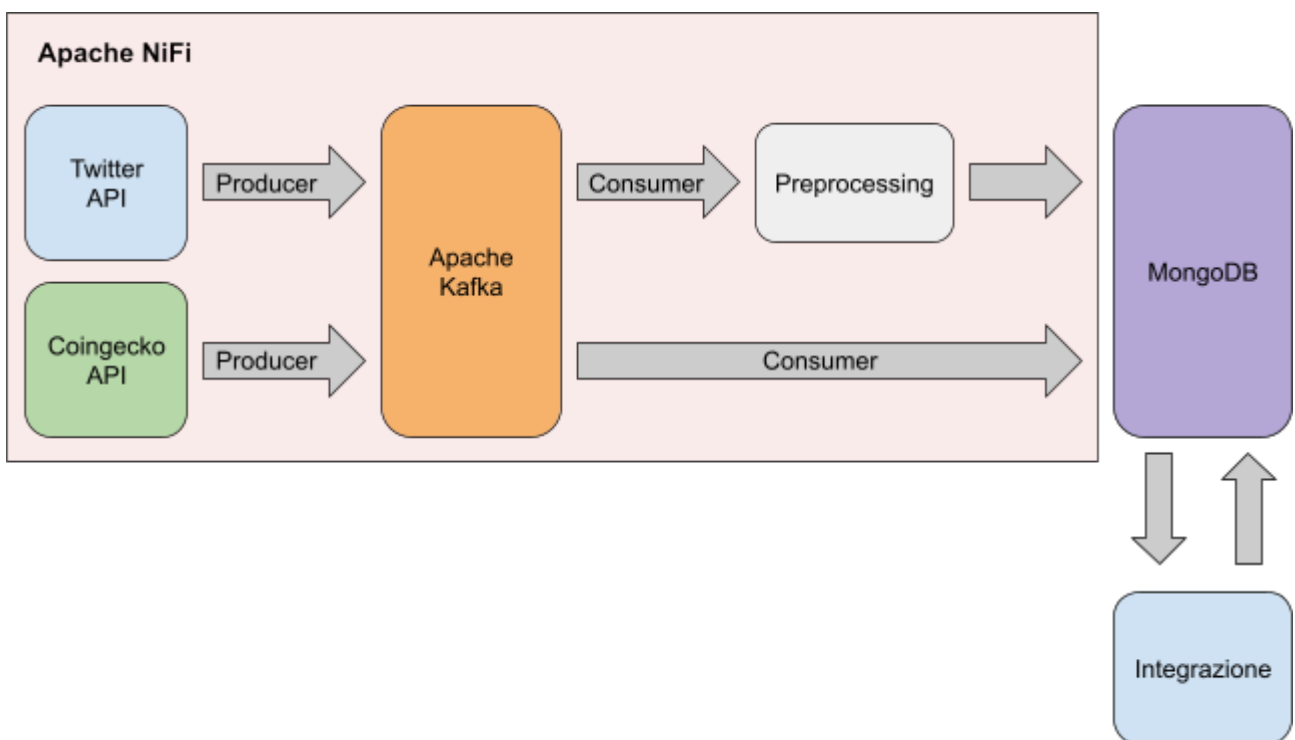 Apache NiFi
Twitter
API
Producer
Consumer
Preprocessing
Apache
Kafka
MongoDB
Coingecko
API
Producer
Consumer
Integrazione